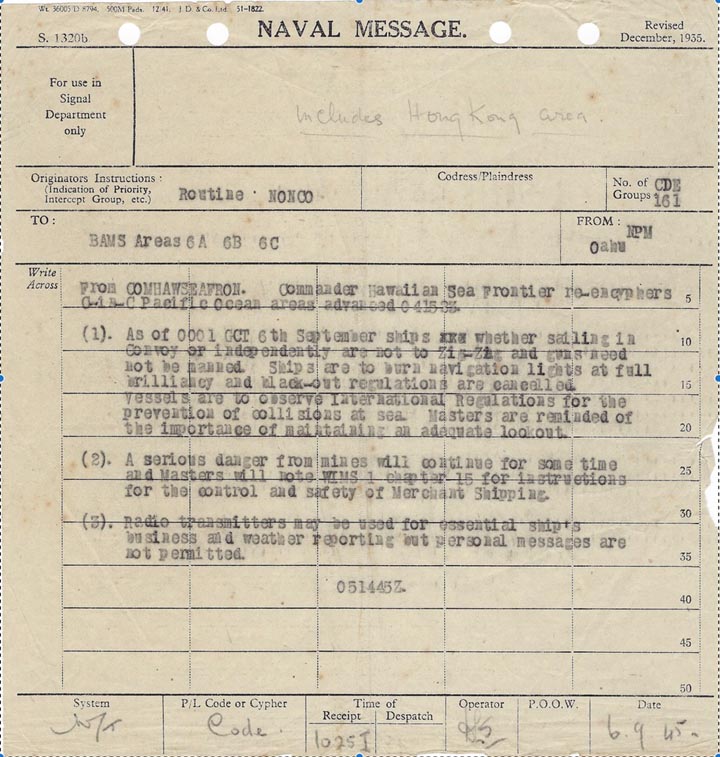 Wt. 36005/D 8794. 500M Pads. 12.41. J. D. & Co. Ltd. 51-1822.
S. 1320b.
NAVAL MESSAGE.
Revised
December, 1935.
For use in
Signal
Department
only
Includes HongKong area.
Originators Instructions :
(Indication of Priority,
Intercept Group, etc.)
Routine · NONCO
Codress/Plaindress
No. of
Groups
CDE
161
TO :
BAMS Areas 6A 6B 6C
FROM :
NPM
Oahu
Write
Across
From COMHAWSEAFRON. Commander Hawaiian Sea Frontier re-encyphers
C-in-C Pacific Ocean areas advanced
5
(1). As of 0001 GCT 6th September ships xxx whether sailing in
10
Convoy or independently are not to Zig-Zag and guns need
not be manned. Ships are to burn navigation lights at full
brilliancy and black-out regulations are cancelled
15
Vessels are to observe International Regulations for the
prevention of collisions at sea. Masters are reminded of
the importance of maintaining an adequate lookout.
20
(2). A serious danger from mines will continue for some time
25
and Masters will note WIMS 1 chapter 15 for instructions
for the control and safety of Merchant Shipping.
30
(3). Radio transmitters may be used for essential ship's
business and weather reporting but personal messages are
not permitted.
35
051445Z.
40
45
50
System
P/L Code or Cypher
Time of
Receipt
Despatch
Operator
P.O.O.W.
Date
Code.
1025I
6.9.45.